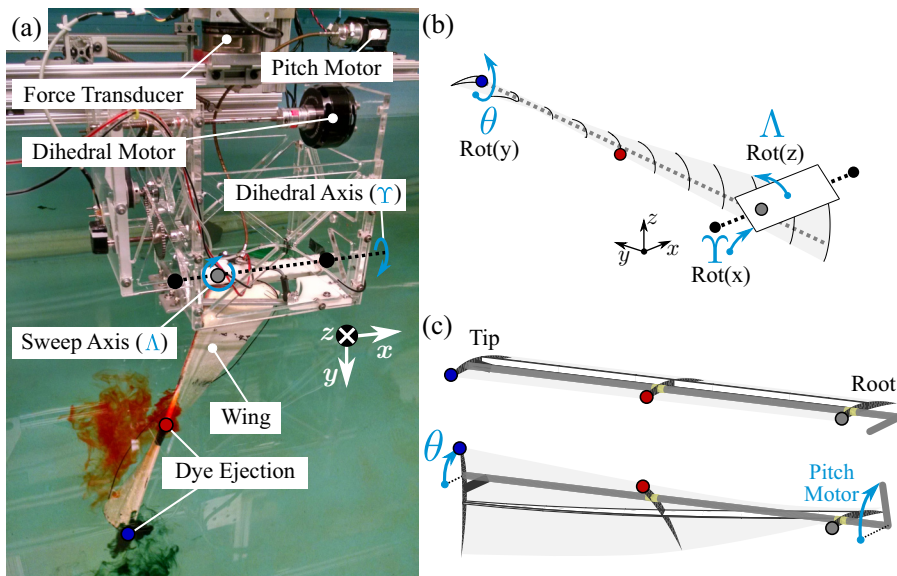 (a)
Pitch Motor
Force Transducer
Dihedral Motor
Dihedral Axis (ϒ)
Sweep Axis (Λ)
z
x
y
Wing
Dye Ejection
(b)
θ
Rot(y)
Λ
Rot(z)
z
y
x
ϒ
Rot(x)
(c)
Tip
Root
θ
Pitch
Motor